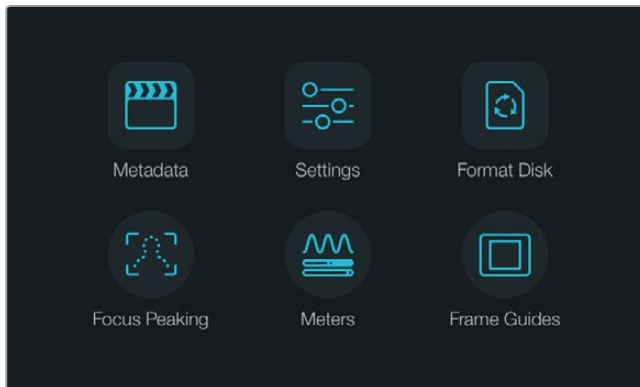 Metadata Settings Format Disk
Focus Peaking Meters Frame Guides